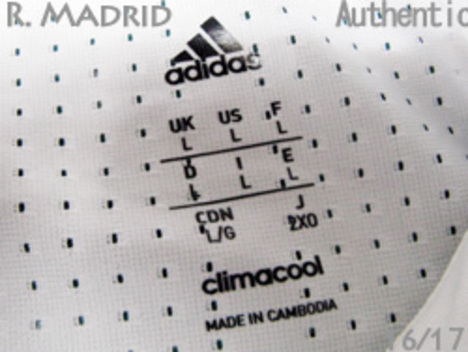 R. MADRID Authentic
adidas
UK US F
L L L
D I E
L L L
CDN J
L/G 2XO
climacool
MADE IN CAMBODIA
6/17